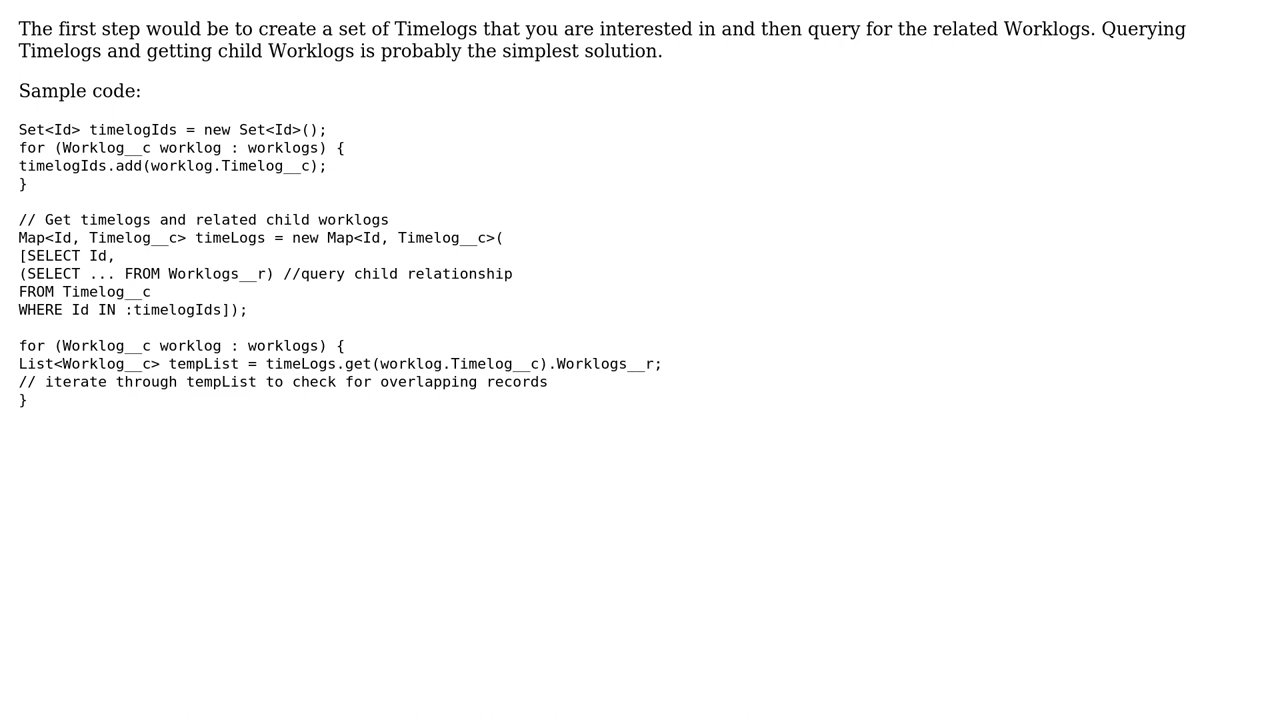 The first step would be to create a set of Timelogs that you are interested in and then query for the related Worklogs. Querying
Timelogs and getting child Worklogs is probably the simplest solution.
Sample code:
Set<Id> timelogIds = new Set<Id>();
for (Worklog__c worklog : worklogs) {
timelogIds.add(worklog.Timelog__c);
}
// Get timelogs and related child worklogs
Map<Id, Timelog__c> timeLogs = new Map<Id, Timelog__c>(
[SELECT Id,
(SELECT ... FROM Worklogs__r) //query child relationship
FROM Timelog__c
WHERE Id IN :timelogIds]);
for (Worklog__c worklog : worklogs) {
List<Worklog__c> tempList = timeLogs.get(worklog.Timelog__c).Worklogs__r;
// iterate through tempList to check for overlapping records
}